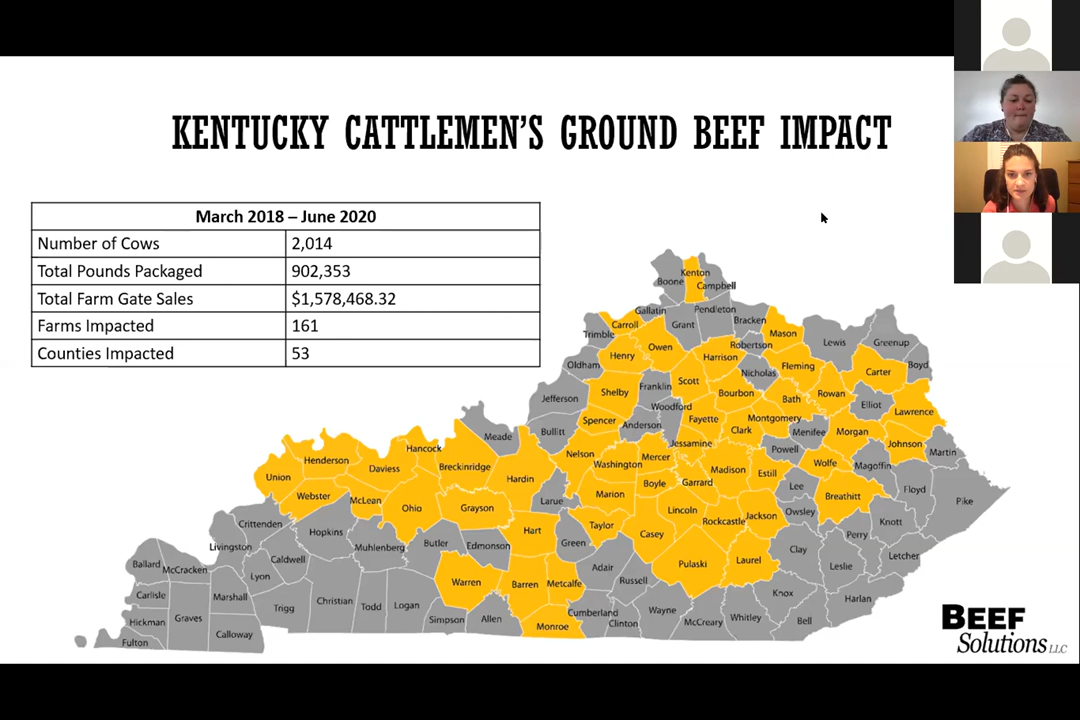 KENTUCKY CATTLEMEN'S GROUND BEEF IMPACT
March 2018 – June 2020
Number of Cows 2,014
Total Pounds Packaged 902,353
Total Farm Gate Sales $1,578,468.32
Farms Impacted 161
Counties Impacted 53
Kenton
Boone
Campbell
Gallatin
Pendleton
Carroll
Grant
Bracken
Trimble
Mason
Owen
Robertson
Lewis
Greenup
Henry
Harrison
Oldham
Fleming
Boyd
Nicholas
Carter
Scott
Franklin
Shelby
Bourbon
Rowan
Jefferson
Bath
Woodford
Elliot
Lawrence
Spencer
Anderson
Fayette
Montgomery
Bullitt
Clark
Menifee
Morgan
Meade
Jessamine
Johnson
Hancock
Powell
Martin
Nelson
Mercer
Henderson
Washington
Wolfe
Magoffin
Daviess
Breckinridge
Madison
Estill
Union
Hardin
Boyle
Garrard
Lee
Floyd
Webster
McLean
Larue
Marion
Breathitt
Pike
Ohio
Grayson
Lincoln
Jackson
Owsley
Rockcastle
Knott
Crittenden
Taylor
Hopkins
Hart
Casey
Perry
Livingston
Muhlenberg
Butler
Edmonson
Green
Clay
Letcher
Caldwell
Laurel
Ballard
McCracken
Pulaski
Leslie
Adair
Lyon
Warren
Barren
Metcalfe
Russell
Carlisle
Marshall
Knox
Harlan
Christian
Todd
Logan
Trigg
Cumberland
Wayne
Hickman
Graves
Simpson
Allen
Whitley
Bell
McCreary
Clinton
Monroe
Calloway
Fulton
BEEF
Solutions LLC